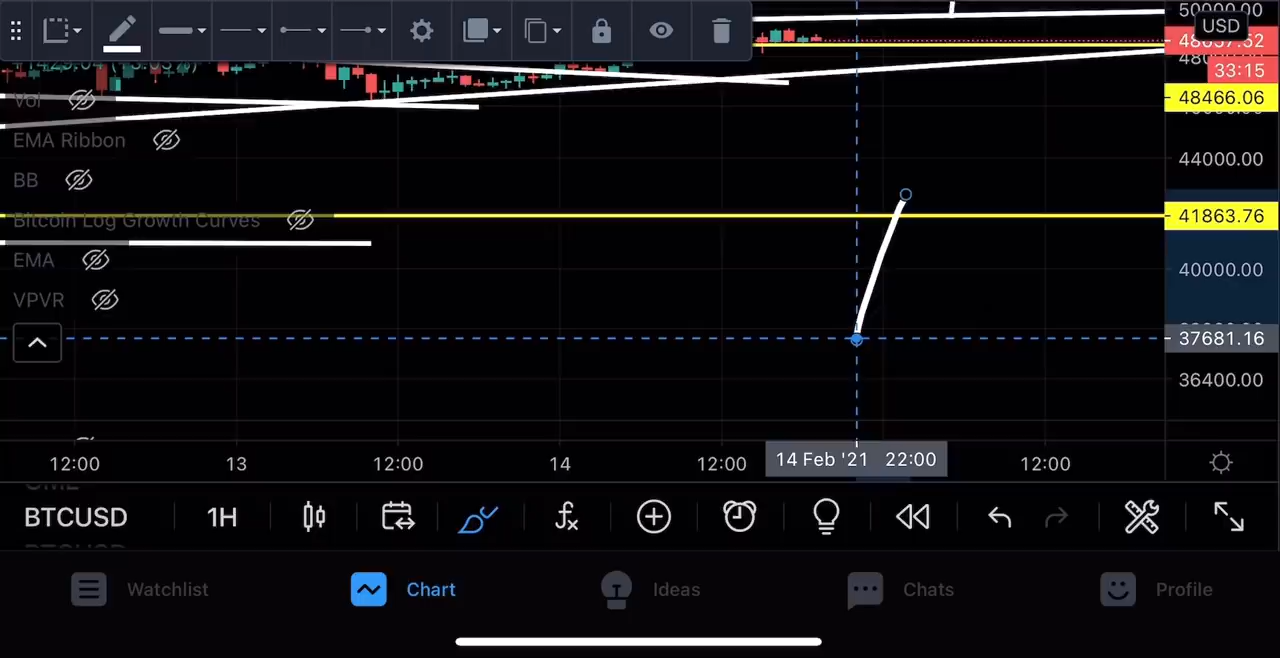 50000.00
USD
48637.52
33:15
48466.06
Vol
EMA Ribbon
44000.00
BB
Bitcoin Log Growth Curves
41863.76
EMA
40000.00
VPVR
37681.16
36400.00
12:00 13 12:00 14 12:00 14 Feb '21 22:00 12:00
BTCUSD 1H fx
Watchlist Chart Ideas Chats Profile